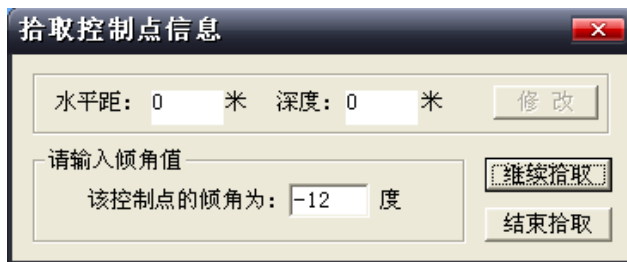 拾取控制点信息
水平距：0 米 深度：0 米 修改
请输入倾角值
该控制点的倾角为：-12 度
继续拾取
结束拾取